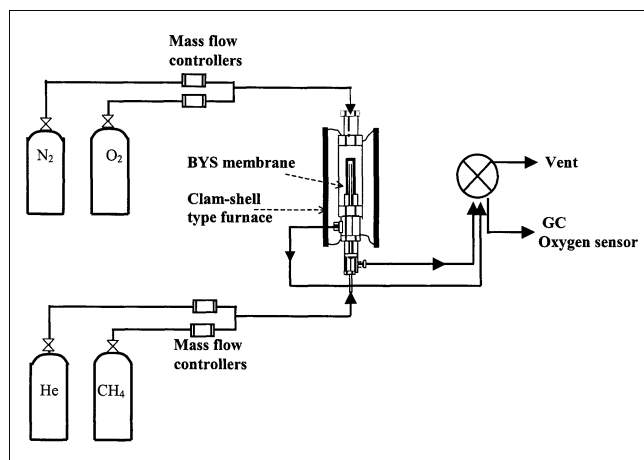 Mass flow
controllers
N2
O2
BYS membrane
Clam-shell
type furnace
Vent
GC
Oxygen sensor
Mass flow
controllers
He
CH4